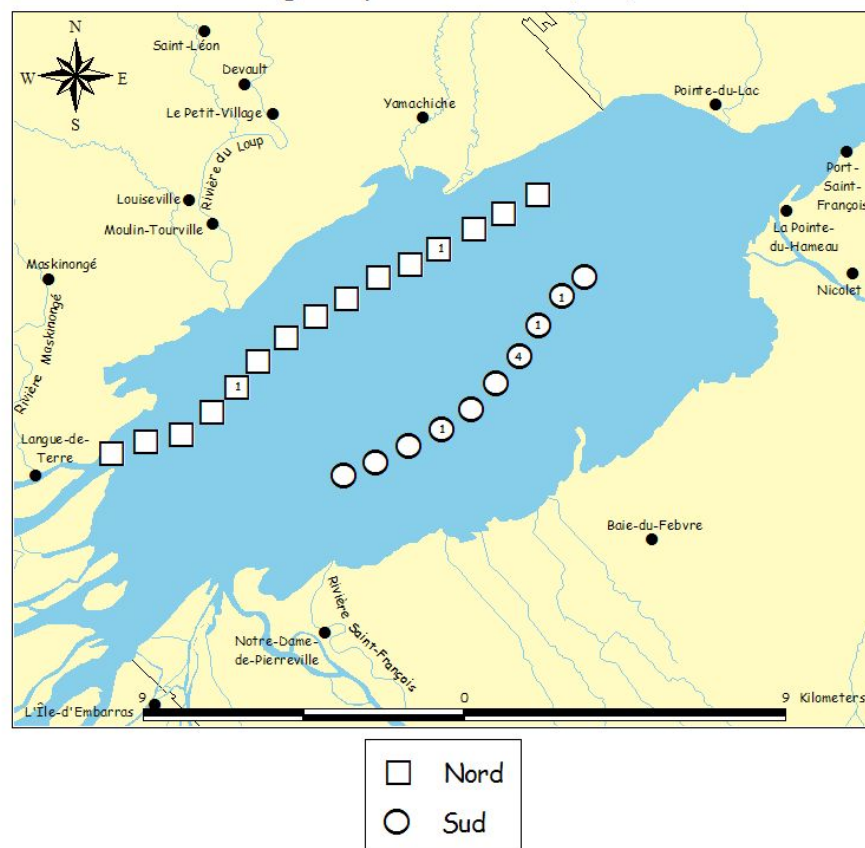 N
Saint-Léon
Devault
W
E
Pointe-du-Lac
Le Petit-Village
Yamachiche
S
Rivière du Loup
Port-
Saint-
François
Louiseville
Moulin-Tourville
La Pointe-
du-Hameau
1
Maskinongé
Nicolet
1
1
Rivière Maskinongé
4
1
1
Langue-de-
Terre
Baie-du-Febvre
Rivière Saint-François
Notre-Dame-
de-Pierreville
9
0
9 Kilometers
L'Île-d'Embarras
Nord
Sud